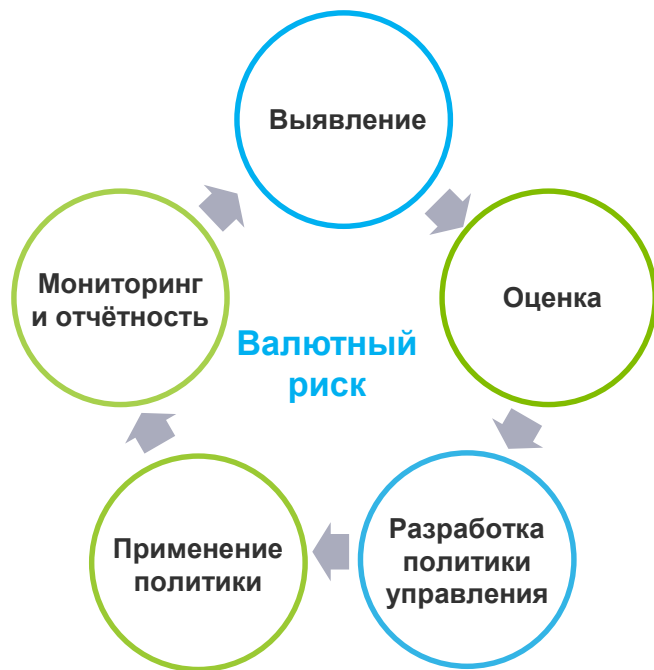 Выявление
Оценка
Разработка
политики
управления
Применение
политики
Мониторинг
и отчётность
Валютный
риск